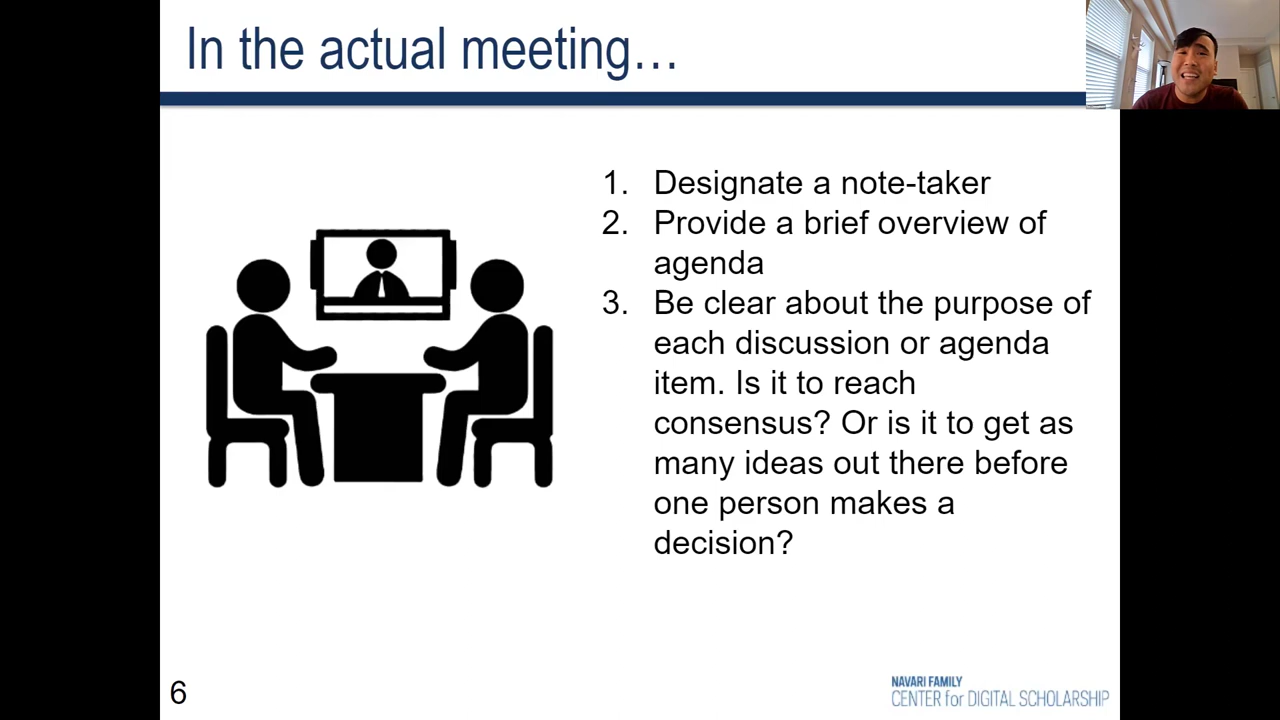 In the actual meeting…
1. Designate a note-taker
2. Provide a brief overview of
agenda
3. Be clear about the purpose of
each discussion or agenda
item. Is it to reach
consensus? Or is it to get as
many ideas out there before
one person makes a
decision?
6
NAVARI FAMILY
CENTER for DIGITAL SCHOLARSHIP